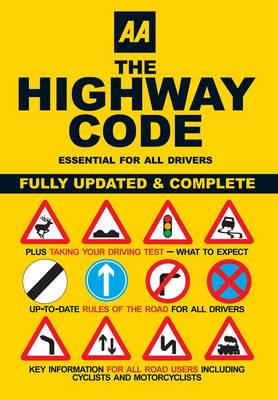 AA
THE
HIGHWAY
CODE
ESSENTIAL FOR ALL DRIVERS
FULLY UPDATED & COMPLETE
PLUS TAKING YOUR DRIVING TEST – WHAT TO EXPECT
UP-TO-DATE RULES OF THE ROAD FOR ALL DRIVERS
KEY INFORMATION FOR ALL ROAD USERS INCLUDING
CYCLISTS AND MOTORCYCLISTS